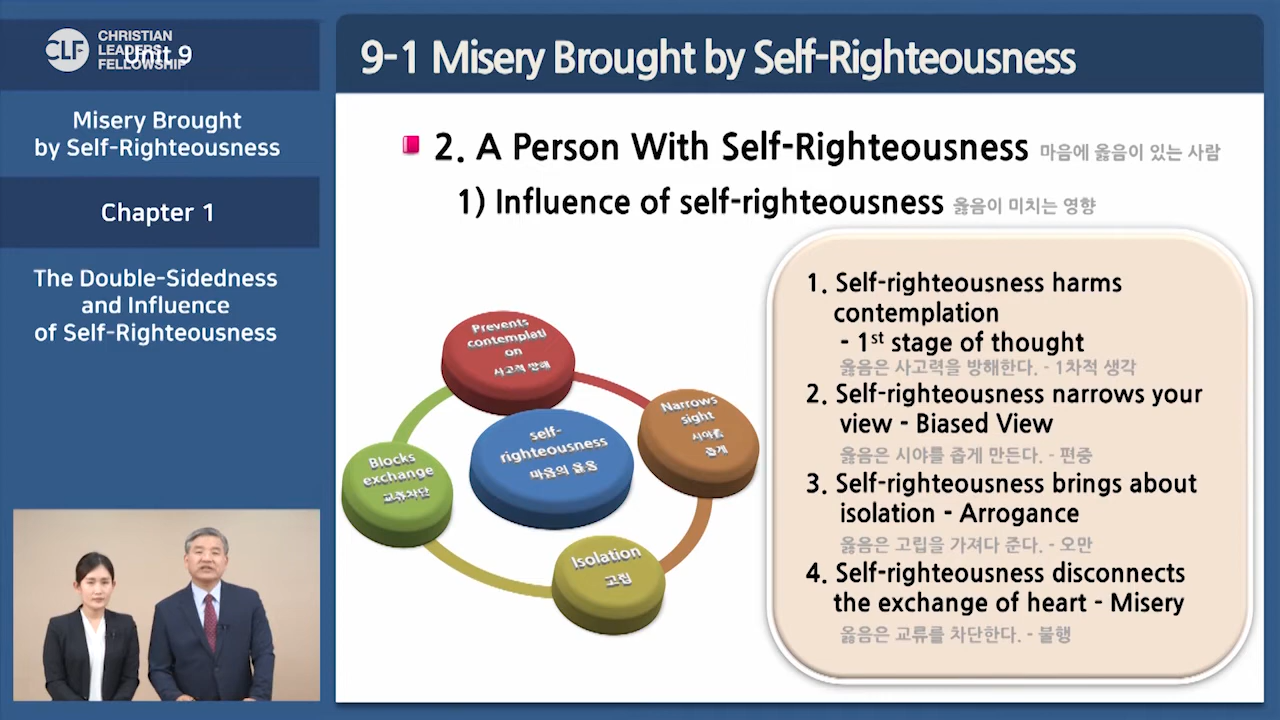 CLF
CHRISTIAN
LEADERS
FELLOWSHIP
Unit 9
Misery Brought
by Self-Righteousness
Chapter 1
The Double-Sidedness
and Influence
of Self-Righteousness
9-1 Misery Brought by Self-Righteousness
2. A Person With Self-Righteousness 마음에 옳음이 있는 사람
1) Influence of self-righteousness 옳음이 미치는 영향
Prevents
contemplati
on
사고력 방해
Narrows
sight
시야를
좁게
self-
righteousness
마음의 옳음
Blocks
exchange
교류차단
Isolation
고립
1. Self-righteousness harms
contemplation
- 1st stage of thought
옳음은 사고력을 방해한다. - 1차적 생각
2. Self-righteousness narrows your
view - Biased View
옳음은 시야를 좁게 만든다. - 편중
3. Self-righteousness brings about
isolation - Arrogance
옳음은 고립을 가져다 준다. - 오만
4. Self-righteousness disconnects
the exchange of heart - Misery
옳음은 교류를 차단한다. - 불행